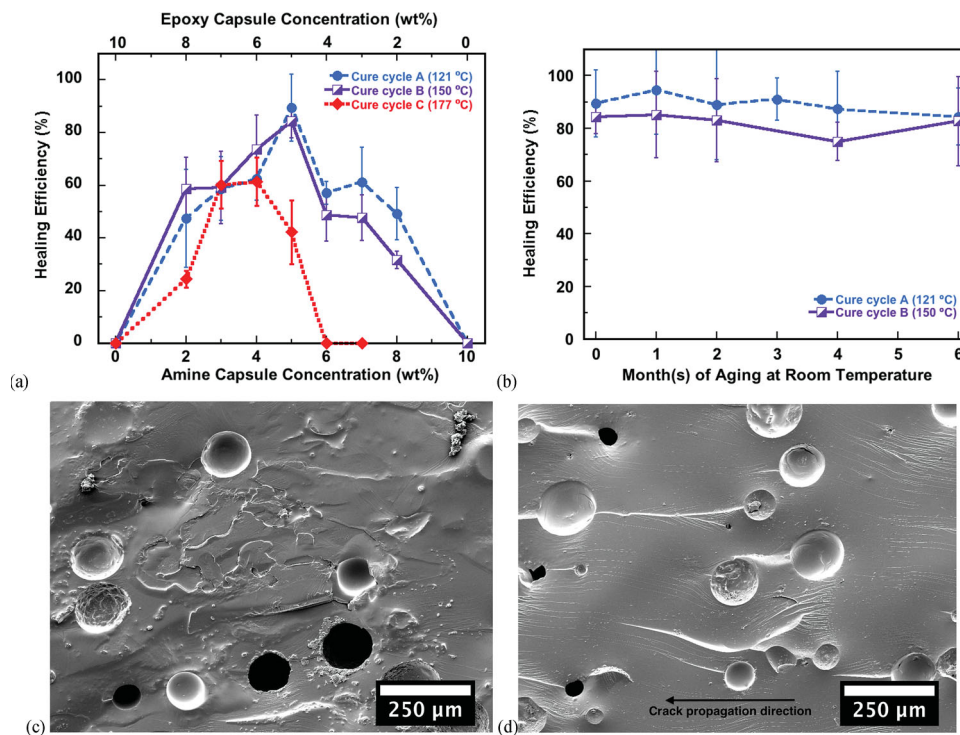 Epoxy Capsule Concentration (wt%)
10 8 6 4 2 0
Healing Efficiency (%)
100
80
60
40
20
0
Cure cycle A (121 ºC)
Cure cycle B (150 ºC)
Cure cycle C (177 ºC)
0 2 4 6 8 10
Amine Capsule Concentration (wt%)
(a)
Healing Efficiency (%)
100
80
60
40
20
0
Cure cycle A (121 ºC)
Cure cycle B (150 ºC)
0 1 2 3 4 5 6
Month(s) of Aging at Room Temperature
(b)
250 µm
(c)
Crack propagation direction
250 µm
(d)